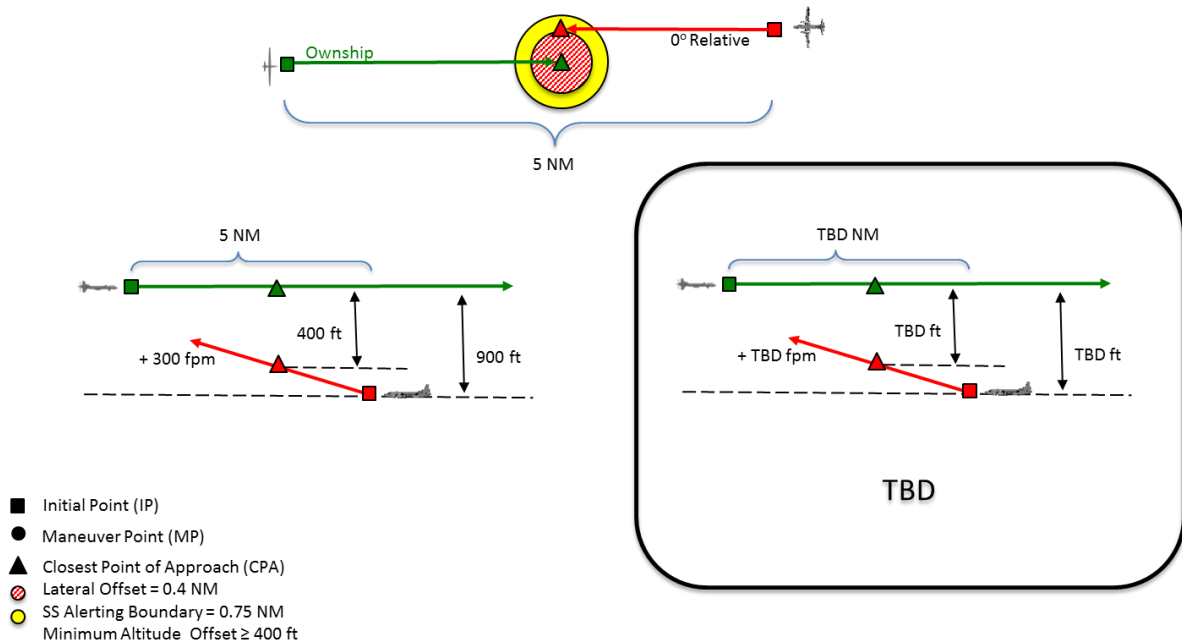 Ownship
0° Relative
5 NM
5 NM
400 ft
+ 300 fpm
900 ft
TBD NM
TBD ft
+ TBD fpm
TBD ft
TBD
Initial Point (IP)
Maneuver Point (MP)
Closest Point of Approach (CPA)
Lateral Offset = 0.4 NM
SS Alerting Boundary = 0.75 NM
Minimum Altitude Offset ≥ 400 ft